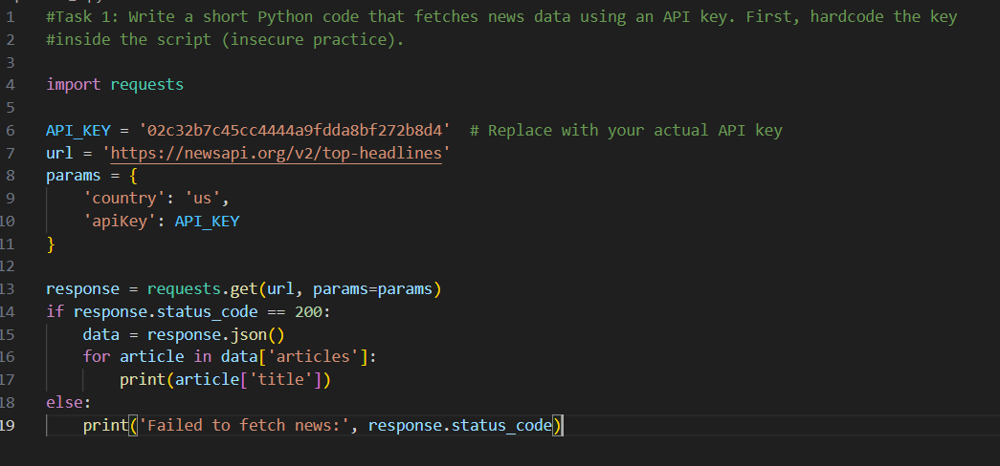 1 #Task 1: Write a short Python code that fetches news data using an API key. First, hardcode the key
2 #inside the script (insecure practice).
3
4 import requests
5
6 API_KEY = '02c32b7c45cc4444a9fdda8bf272b8d4'  # Replace with your actual API key
7 url = 'https://newsapi.org/v2/top-headlines'
8 params = {
9     'country': 'us',
10     'apiKey': API_KEY
11 }
12
13 response = requests.get(url, params=params)
14 if response.status_code == 200:
15     data = response.json()
16     for article in data['articles']:
17         print(article['title'])
18 else:
19     print('Failed to fetch news:', response.status_code)